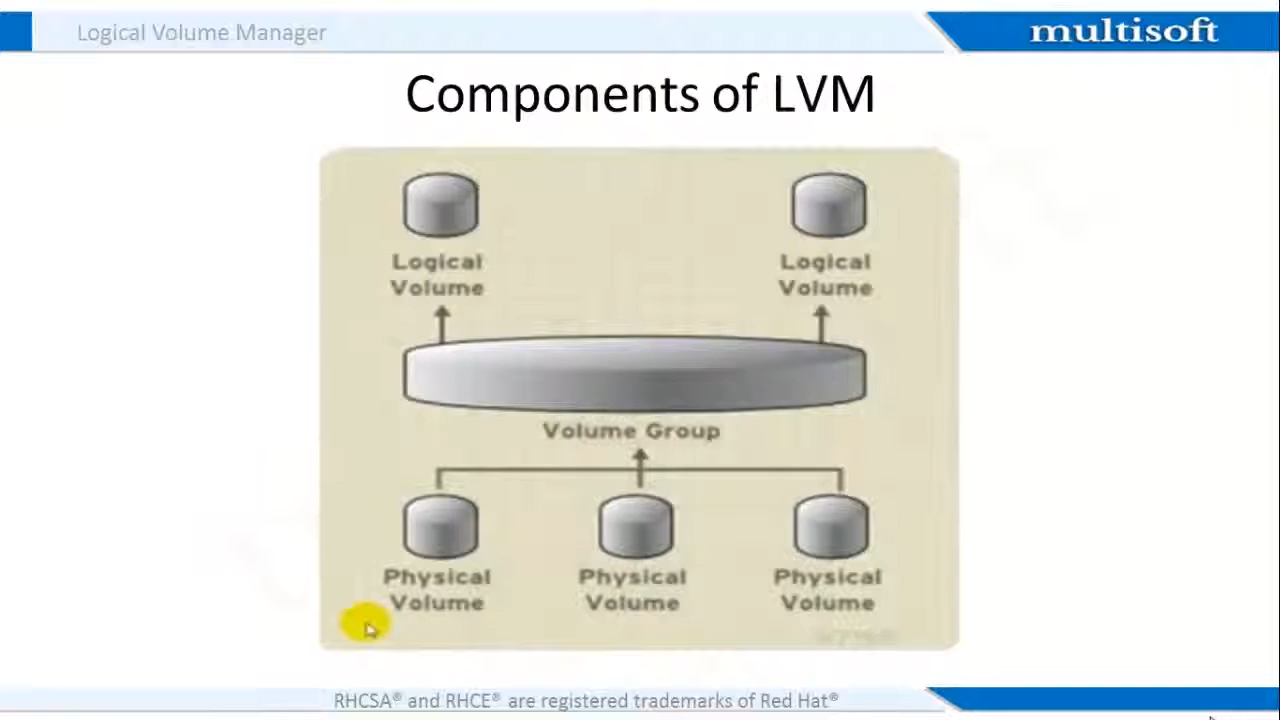 Logical Volume Manager
multisoft
Components of LVM
Logical
Volume
Logical
Volume
Volume Group
Physical
Volume
Physical
Volume
Physical
Volume
RHCSA® and RHCE® are registered trademarks of Red Hat®